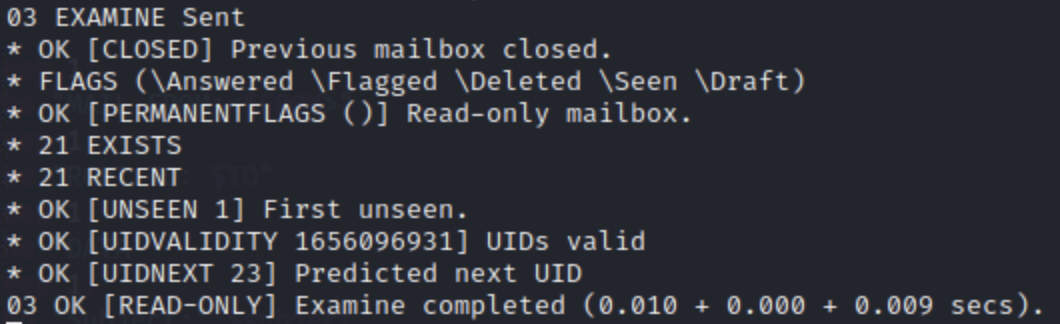 03 EXAMINE Sent
* OK [CLOSED] Previous mailbox closed.
* FLAGS (\Answered \Flagged \Deleted \Seen \Draft)
* OK [PERMANENTFLAGS ()] Read-only mailbox.
* 21 EXISTS
* 21 RECENT
* OK [UNSEEN 1] First unseen.
* OK [UIDVALIDITY 1656096931] UIDs valid
* OK [UIDNEXT 23] Predicted next UID
03 OK [READ-ONLY] Examine completed (0.010 + 0.000 + 0.009 secs).